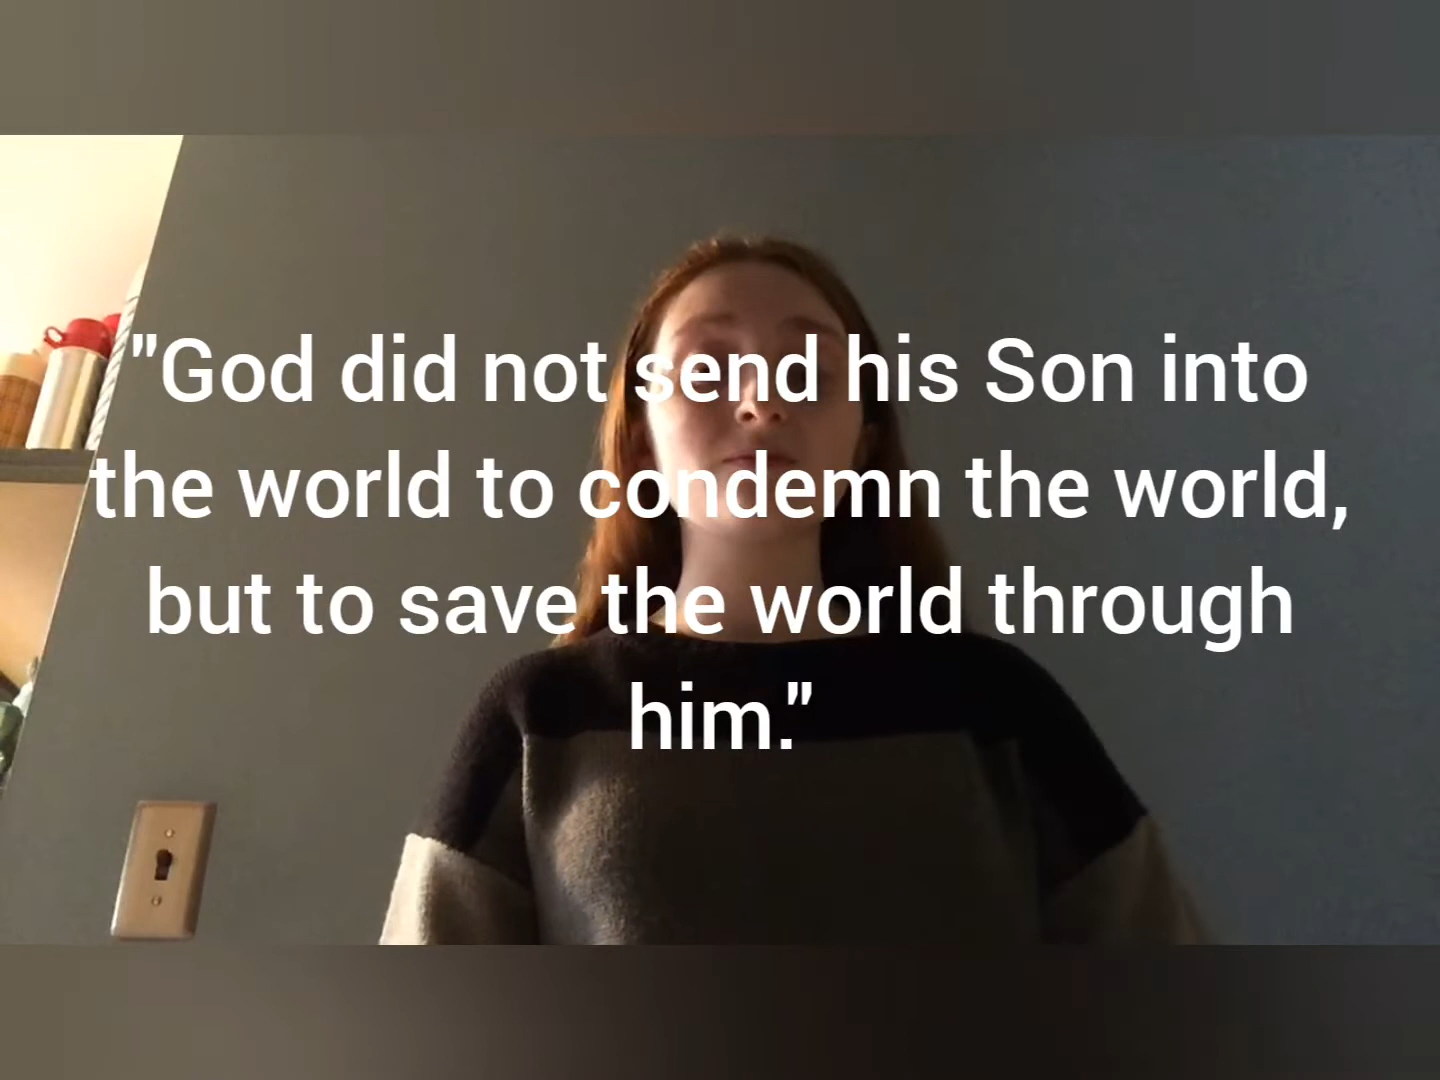 "God did not send his Son into
the world to condemn the world,
but to save the world through
him."